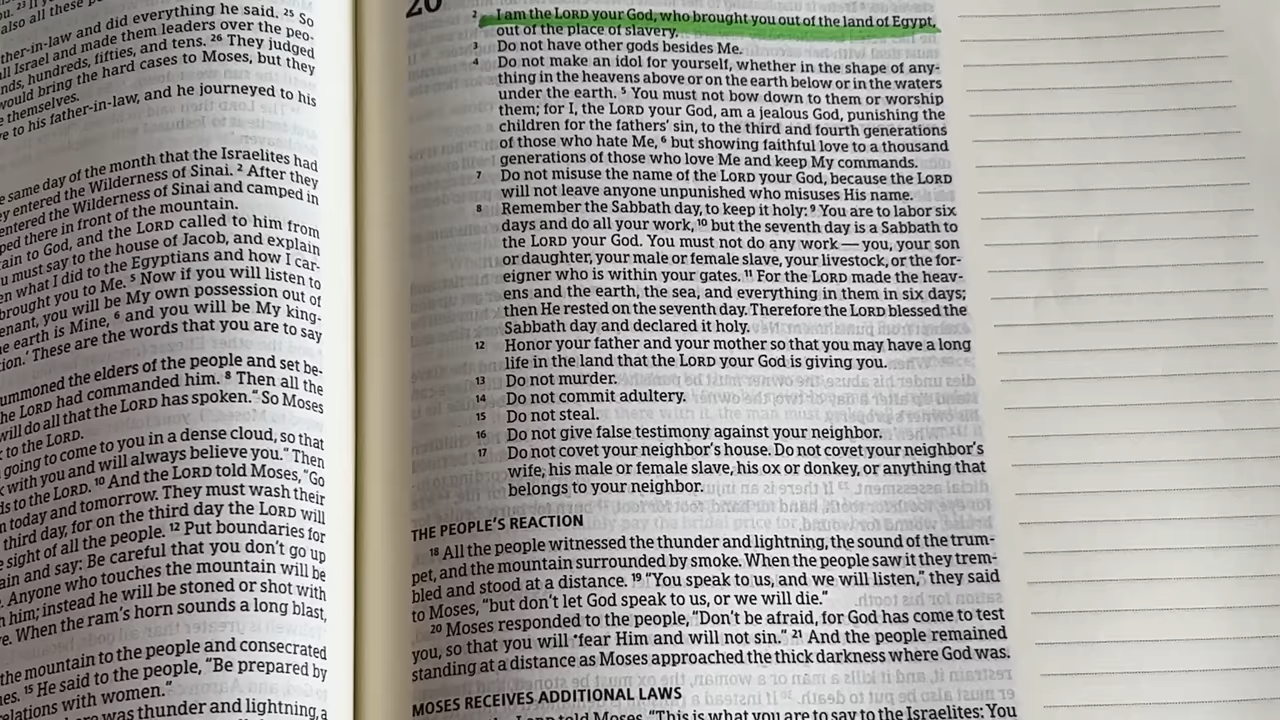 u. 23 If
also all these
ther-in-law and did everything he said. 25 So
all Israel and made them leaders over the peo-
nds, hundreds, fifties, and tens. 26 They judged
would bring the hard cases to Moses, but they
themselves.
to his father-in-law, and he journeyed to his
same day of the month that the Israelites had
entered the Wilderness of Sinai. 2 After they
entered the Wilderness of Sinai and camped in
ped there in front of the mountain.
to God, and the LORD called to him from
must say to the house of Jacob, and explain
what I did to the Egyptians and how I car-
brought you to Me. 5 Now if you will listen to
enant, you will be My own possession out of
earth is Mine, 6 and you will be My king-
tion.' These are the words that you are to say
ummoned the elders of the people and set be-
he LORD had commanded him. 8 Then all the
will do all that the LORD has spoken." So Moses
to the LORD.
going to come to you in a dense cloud, so that
with you and will always believe you." Then
to the LORD. 10 And the LORD told Moses, "Go
today and tomorrow. They must wash their
third day, for on the third day the LORD will
sight of all the people. 12 Put boundaries for
and say: Be careful that you don't go up
Anyone who touches the mountain will be
him; instead he will be stoned or shot with
When the ram's horn sounds a long blast,
the mountain to the people and consecrated
15 He said to the people, "Be prepared by
relations with women."
was thunder and lightning, a
20
2 I am the LORD your God, who brought you out of the land of Egypt,
out of the place of slavery.
3 Do not have other gods besides Me.
4 Do not make an idol for yourself, whether in the shape of any-
thing in the heavens above or on the earth below or in the waters
under the earth. 5 You must not bow down to them or worship
them; for I, the LORD your God, am a jealous God, punishing the
children for the fathers' sin, to the third and fourth generations
of those who hate Me, 6 but showing faithful love to a thousand
generations of those who love Me and keep My commands.
7 Do not misuse the name of the LORD your God, because the LORD
will not leave anyone unpunished who misuses His name.
8 Remember the Sabbath day, to keep it holy: 9 You are to labor six
days and do all your work, 10 but the seventh day is a Sabbath to
the LORD your God. You must not do any work — you, your son
or daughter, your male or female slave, your livestock, or the for-
eigner who is within your gates. 11 For the LORD made the heav-
ens and the earth, the sea, and everything in them in six days;
then He rested on the seventh day. Therefore the LORD blessed the
Sabbath day and declared it holy.
12 Honor your father and your mother so that you may have a long
life in the land that the LORD your God is giving you.
13 Do not murder.
14 Do not commit adultery.
15 Do not steal.
16 Do not give false testimony against your neighbor.
17 Do not covet your neighbor's house. Do not covet your neighbor's
wife, his male or female slave, his ox or donkey, or anything that
belongs to your neighbor.
THE PEOPLE'S REACTION
18 All the people witnessed the thunder and lightning, the sound of the trum-
pet, and the mountain surrounded by smoke. When the people saw it they trem-
bled and stood at a distance. 19 "You speak to us, and we will listen," they said
to Moses, "but don't let God speak to us, or we will die."
20 Moses responded to the people, "Don't be afraid, for God has come to test
you, so that you will 'fear Him and will not sin." 21 And the people remained
standing at a distance as Moses approached the thick darkness where God was.
MOSES RECEIVES ADDITIONAL LAWS
LORD told Moses, "This is what you are to say to the Israelites: You